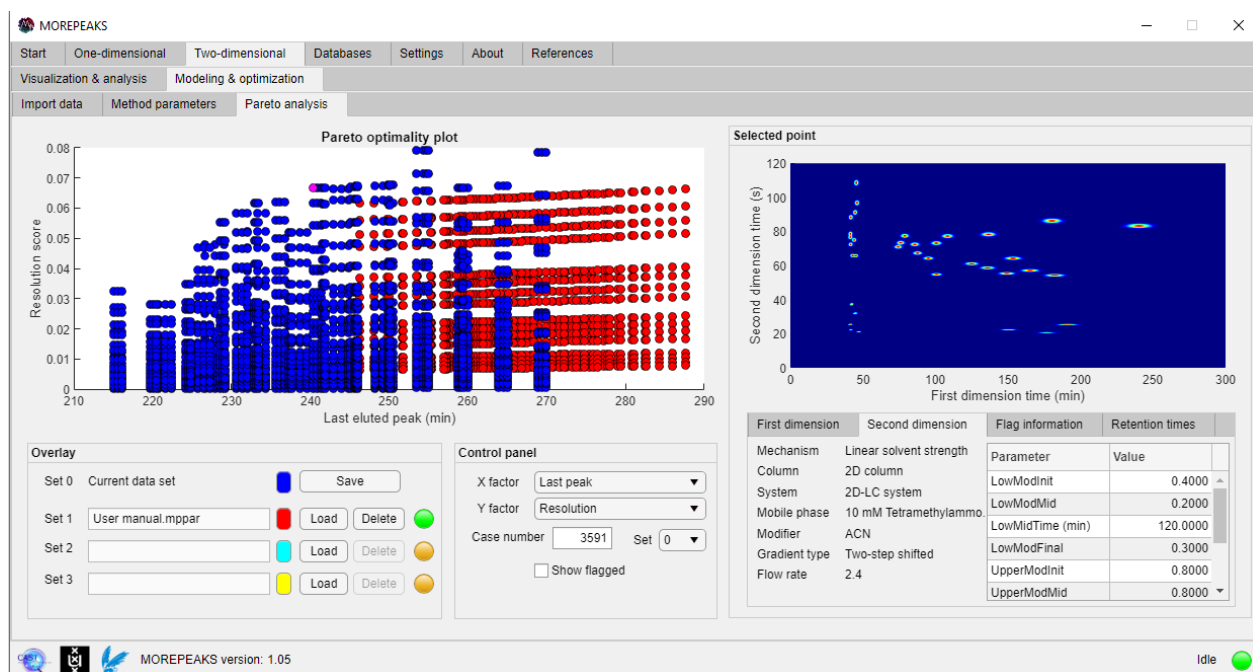 MOREPEAKS
Start One-dimensional Two-dimensional Databases Settings About References
Visualization & analysis Modeling & optimization
Import data Method parameters Pareto analysis
Pareto optimality plot
Resolution score
0.08
0.07
0.06
0.05
0.04
0.03
0.02
0.01
0
210 220 230 240 250 260 270 280 290
Last eluted peak (min)
Selected point
Second dimension time (s)
120
100
80
60
40
20
0
0 50 100 150 200 250 300
First dimension time (min)
Overlay
Set 0 Current data set Save
Set 1 User manual.mppar Load Delete
Set 2 Load Delete
Set 3 Load Delete
Control panel
X factor Last peak
Y factor Resolution
Case number 3591 Set 0
Show flagged
First dimension Second dimension Flag information Retention times
Mechanism Linear solvent strength
Column 2D column
System 2D-LC system
Mobile phase 10 mM Tetramethylammo.
Modifier ACN
Gradient type Two-step shifted
Flow rate 2.4
Parameter Value
LowModInit 0.4000
LowModMid 0.2000
LowMidTime (min) 120.0000
LowModFinal 0.3000
UpperModInit 0.8000
UpperModMid 0.8000
MOREPEAKS version: 1.05
Idle